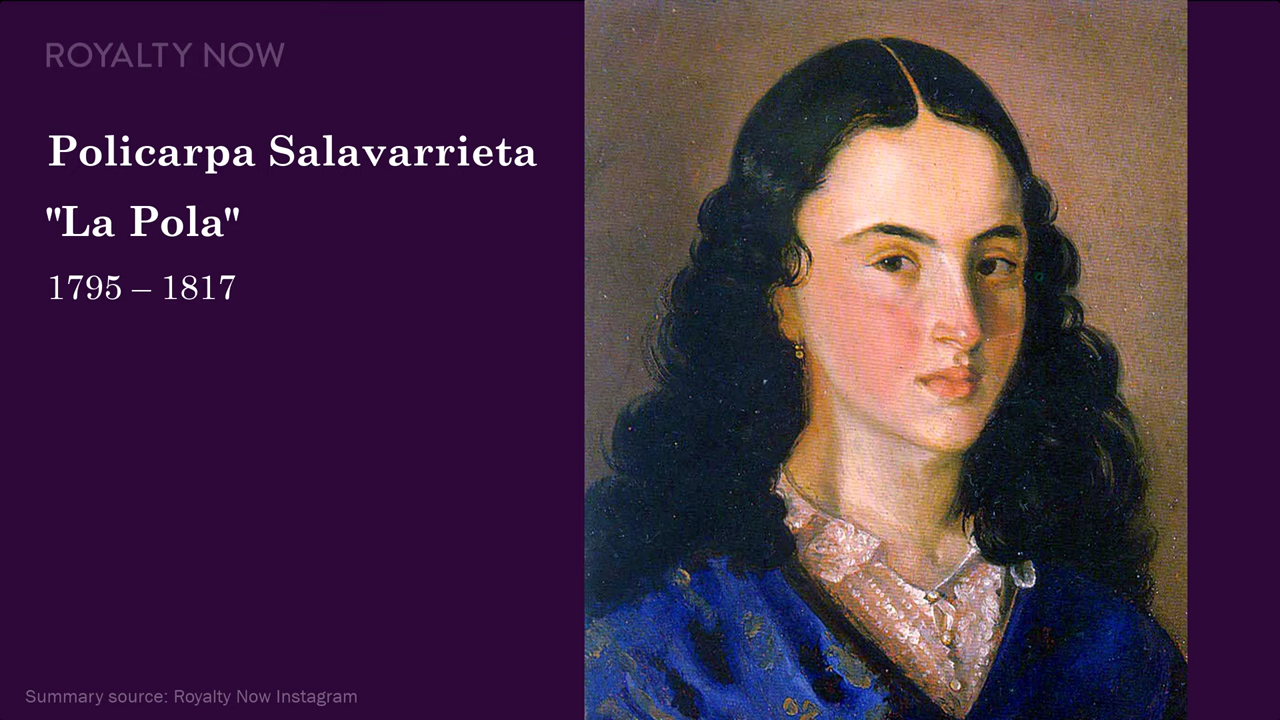 ROYALTY NOW
Policarpa Salavarrieta
"La Pola"
1795 – 1817
Summary source: Royalty Now Instagram